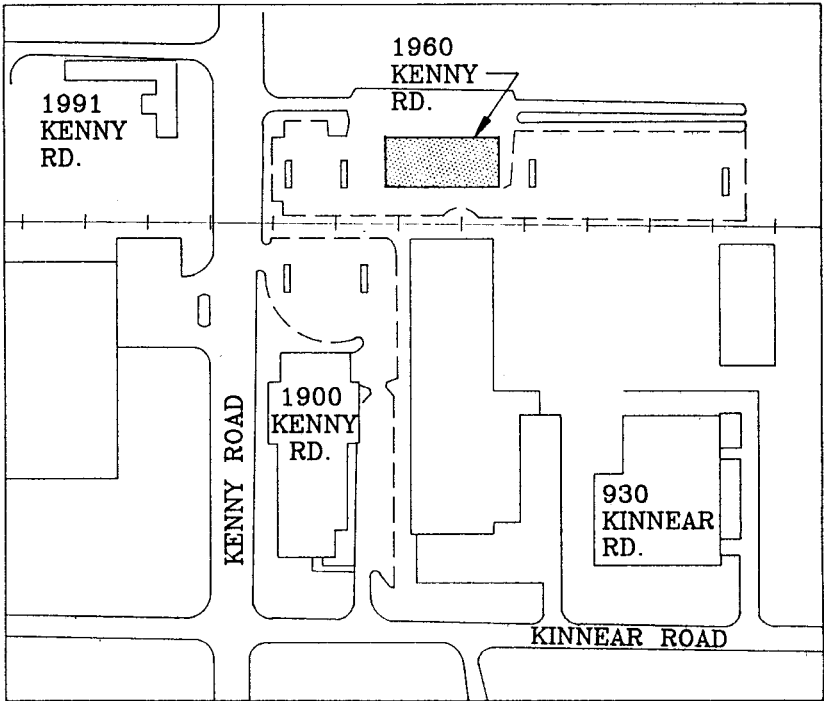 1960
KENNY
RD.
1991
KENNY
RD.
1900
KENNY
RD.
KENNY ROAD
930
KINNEAR
RD.
KINNEAR ROAD